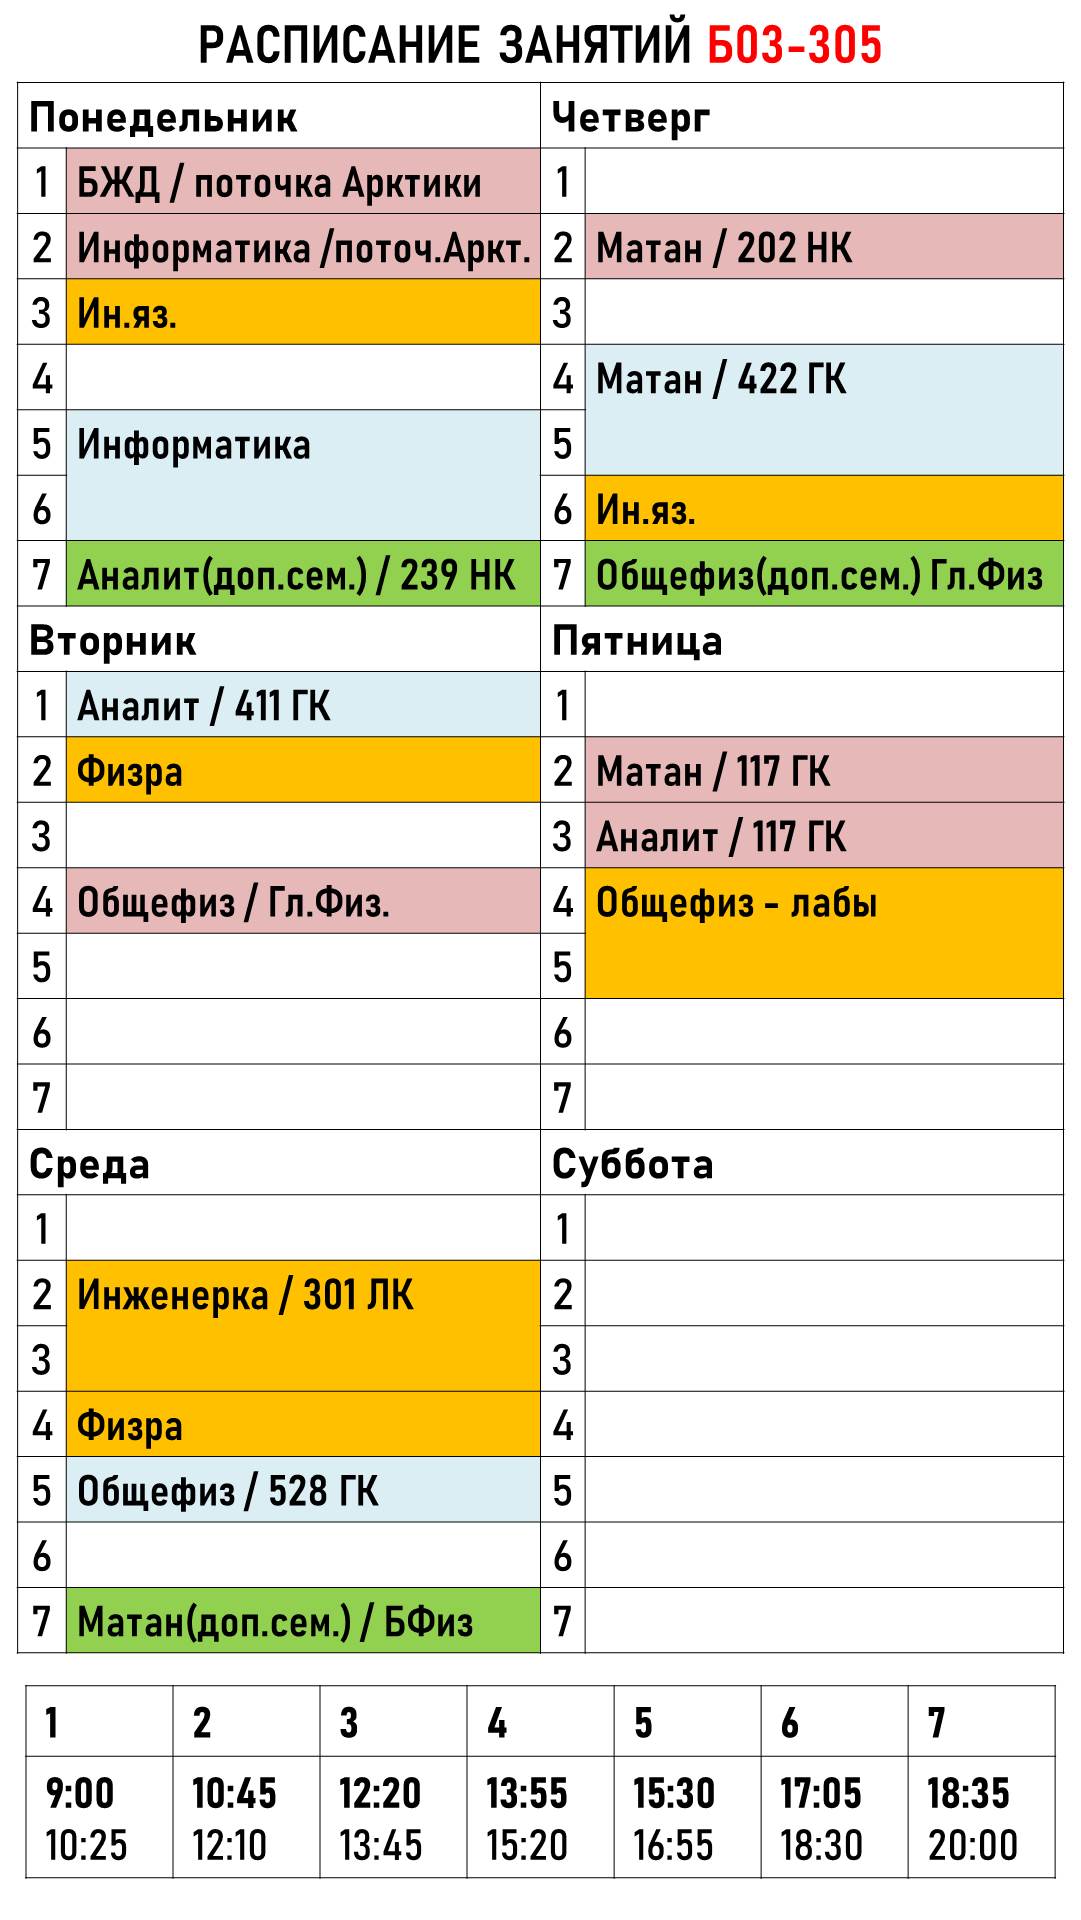 РАСПИСАНИЕ ЗАНЯТИЙ Б03-305
Понедельник
1 БЖД / поточка Арктики
2 Информатика /поточ.Аркт.
3 Ин.яз.
4
5 Информатика
6
7 Аналит(доп.сем.) / 239 НК
Вторник
1 Аналит / 411 ГК
2 Физра
3
4 Общефиз / Гл.Физ.
5
6
7
Среда
1
2 Инженерка / 301 ЛК
3
4 Физра
5 Общефиз / 528 ГК
6
7 Матан(доп.сем.) / БФиз
Четверг
1
2 Матан / 202 НК
3
4 Матан / 422 ГК
5
6 Ин.яз.
7 Общефиз(доп.сем.) Гл.Физ
Пятница
1
2 Матан / 117 ГК
3 Аналит / 117 ГК
4 Общефиз - лабы
5
6
7
Суббота
1
2
3
4
5
6
7
1 2 3 4 5 6 7
9:00 10:45 12:20 13:55 15:30 17:05 18:35
10:25 12:10 13:45 15:20 16:55 18:30 20:00